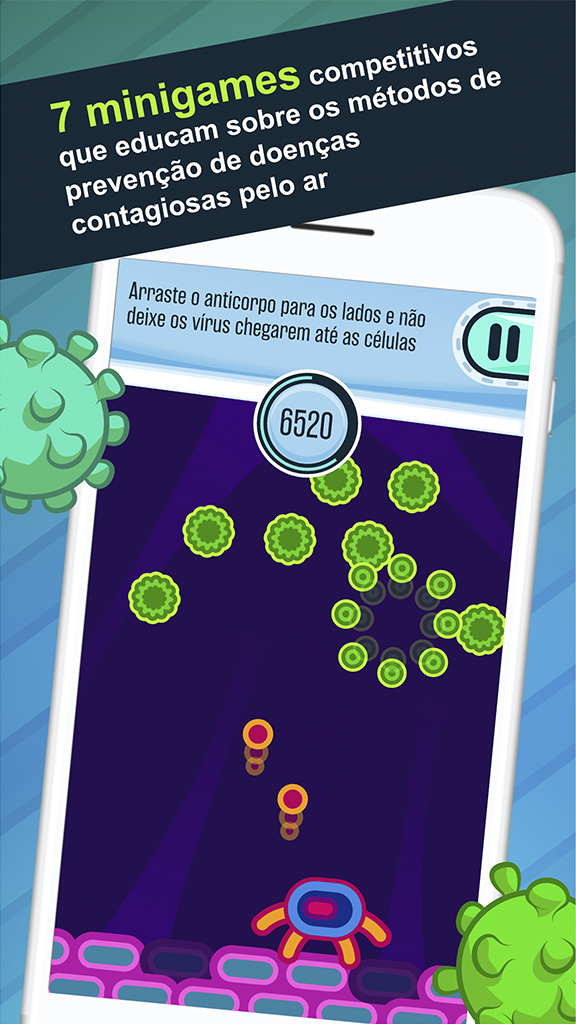 7 minigames competitivos
que educam sobre os métodos de
prevenção de doenças
contagiosas pelo ar
Arraste o anticorpo para os lados e não
deixe os vírus chegarem até as células
6520